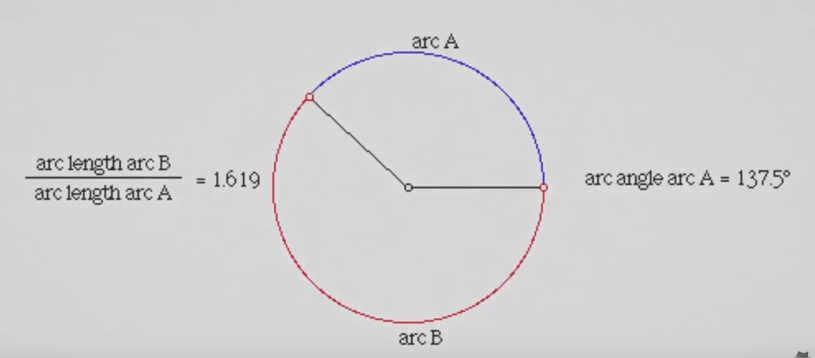 arc A
arc length arc B
arc length arc A
= 1.619
arc angle arc A = 137.5°
arc B